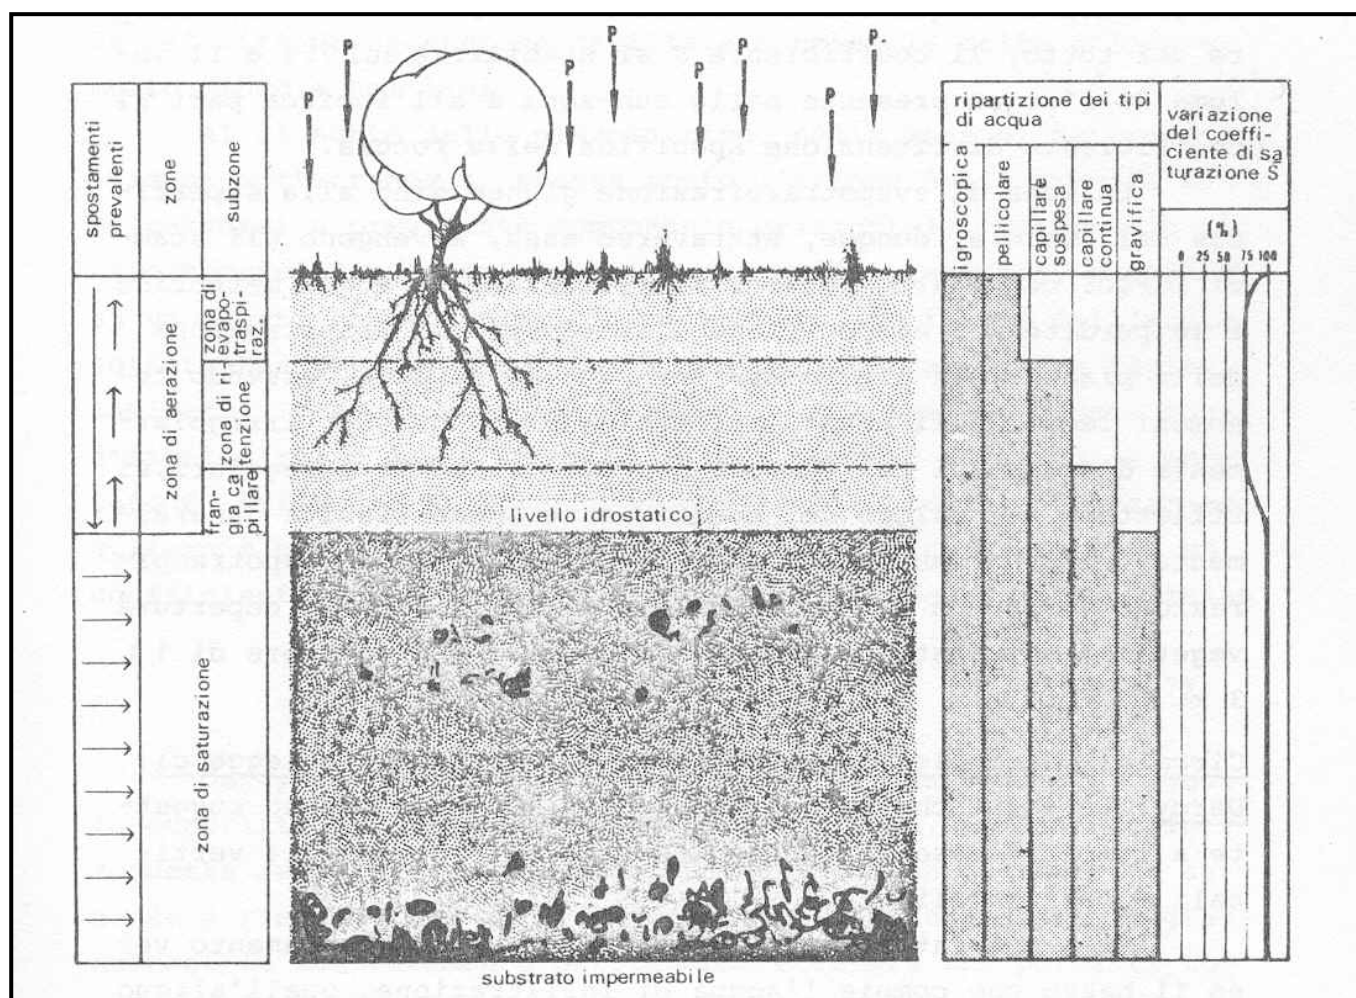 P
P
P
P
P
P
P
P
P.
spostamenti
prevalenti
zone
subzone
zona di aerazione
zona di
evapo-
traspi-
raz.
zona di ri-
tenzione
fran-
gia ca
pillare
zona di saturazione
livello idrostatico
substrato impermeabile
ripartizione dei tipi
di acqua
igroscopica
pellicolare
capillare
sospesa
capillare
continua
gravifica
variazione
del coeffi-
ciente di sa
turazione S
(%)
0 25 50 75 100